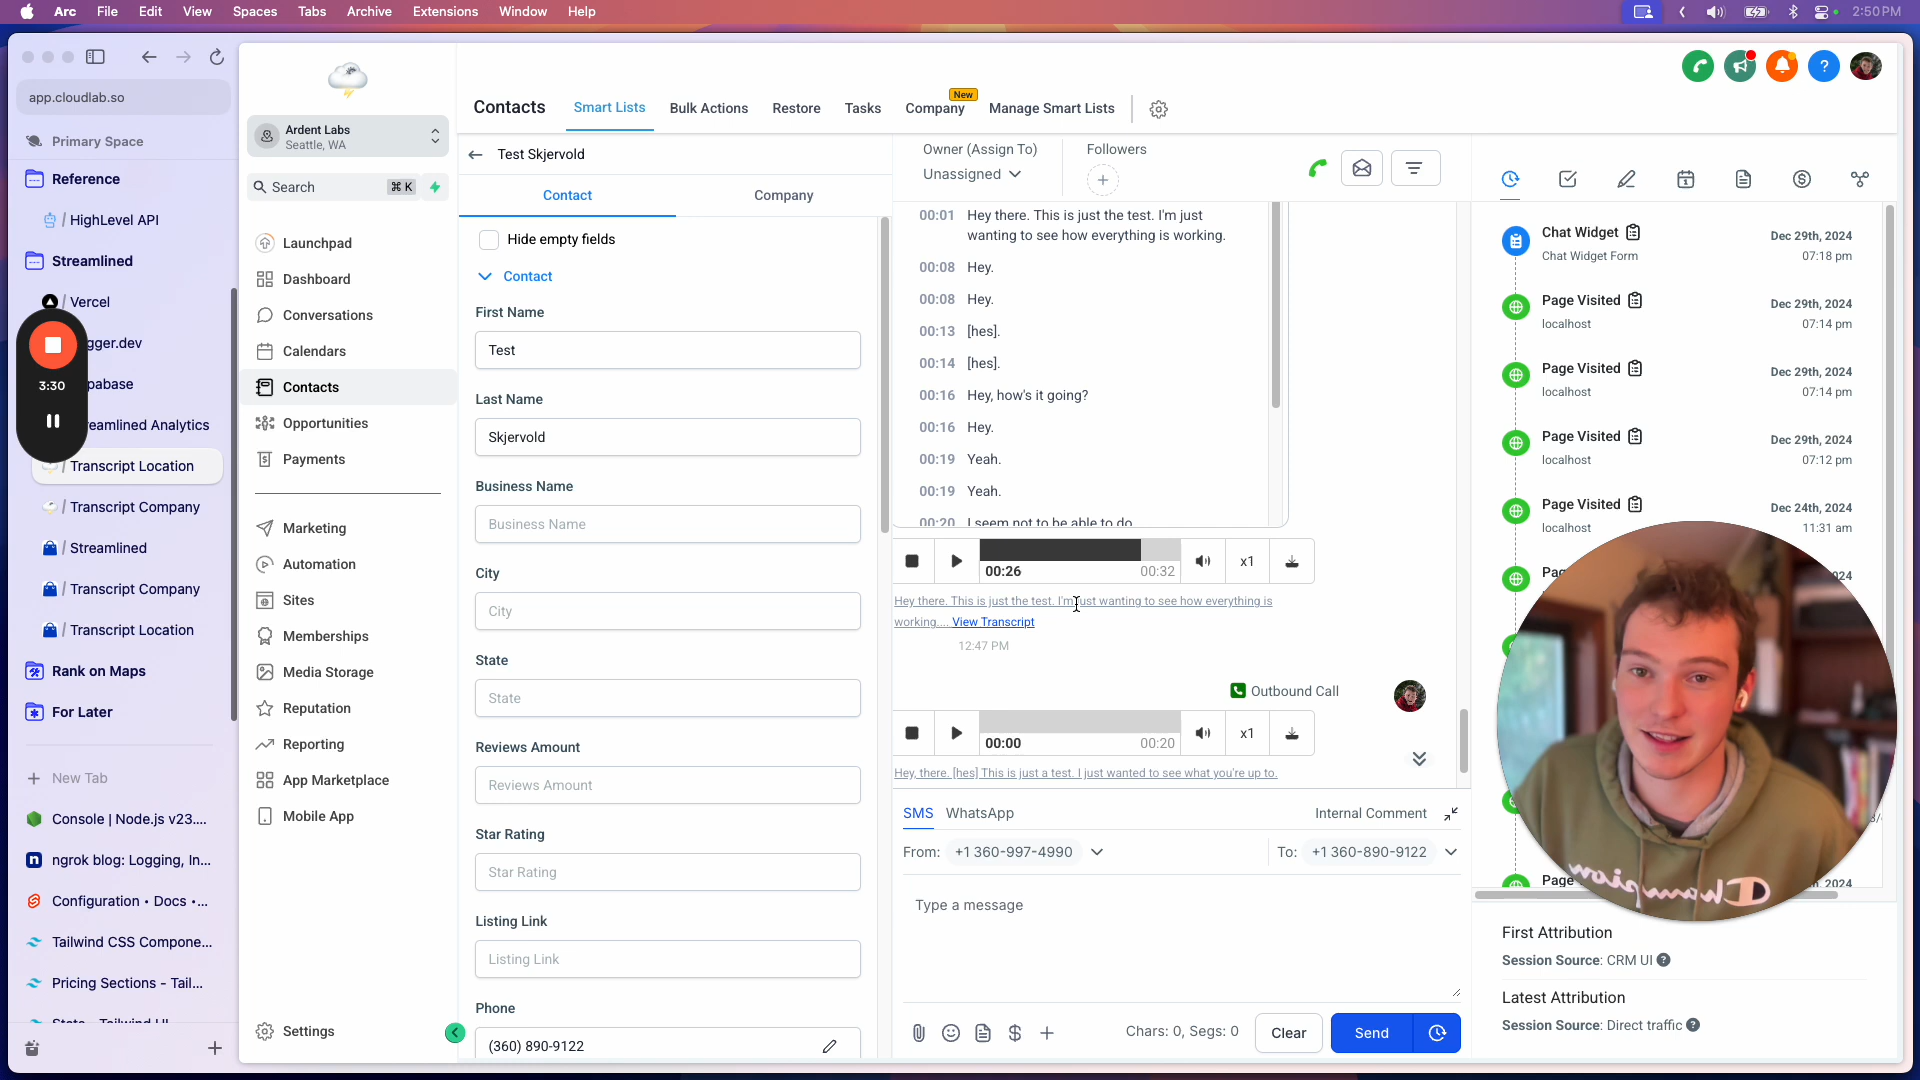 Arc File Edit View Spaces Tabs Archive Extensions Window Help
2:50 PM
app.cloudlab.so
Primary Space
Reference
/ HighLevel API
Streamlined
/ Vercel
gger.dev
pabase
eamlined Analytics
/ Transcript Location
/ Transcript Company
/ Streamlined
/ Transcript Company
/ Transcript Location
Rank on Maps
For Later
New Tab
Console | Node.js v23....
ngrok blog: Logging, In...
Configuration • Docs •...
Tailwind CSS Compone...
Pricing Sections - Tail...
3:30
Ardent Labs
Seattle, WA
Search ⌘ K
Launchpad
Dashboard
Conversations
Calendars
Contacts
Opportunities
Payments
Marketing
Automation
Sites
Memberships
Media Storage
Reputation
Reporting
App Marketplace
Mobile App
Settings
New
Contacts Smart Lists Bulk Actions Restore Tasks Company Manage Smart Lists
Test Skjervold
Contact Company
Hide empty fields
Contact
First Name
Test
Last Name
Skjervold
Business Name
Business Name
City
City
State
State
Reviews Amount
Reviews Amount
Star Rating
Star Rating
Listing Link
Listing Link
Phone
(360) 890-9122
Owner (Assign To)
Unassigned
Followers
00:01 Hey there. This is just the test. I'm just
wanting to see how everything is working.
00:08 Hey.
00:08 Hey.
00:13 [hes].
00:14 [hes].
00:16 Hey, how's it going?
00:16 Hey.
00:19 Yeah.
00:19 Yeah.
00:20 I seem not to be able to do
00:26 00:32 x1
Hey there. This is just the test. I'm just wanting to see how everything is
working.... View Transcript
12:47 PM
Outbound Call
00:00 00:20 x1
Hey, there. [hes] This is just a test. I just wanted to see what you're up to.
SMS WhatsApp Internal Comment
From: +1 360-997-4990 To: +1 360-890-9122
Type a message
Chars: 0, Segs: 0 Clear Send
Chat Widget Dec 29th, 2024
Chat Widget Form 07:18 pm
Page Visited Dec 29th, 2024
localhost 07:14 pm
Page Visited Dec 29th, 2024
localhost 07:14 pm
Page Visited Dec 29th, 2024
localhost 07:12 pm
Page Visited Dec 24th, 2024
localhost 11:31 am
Champion
Page 2024
First Attribution
Session Source: CRM UI
Latest Attribution
Session Source: Direct traffic